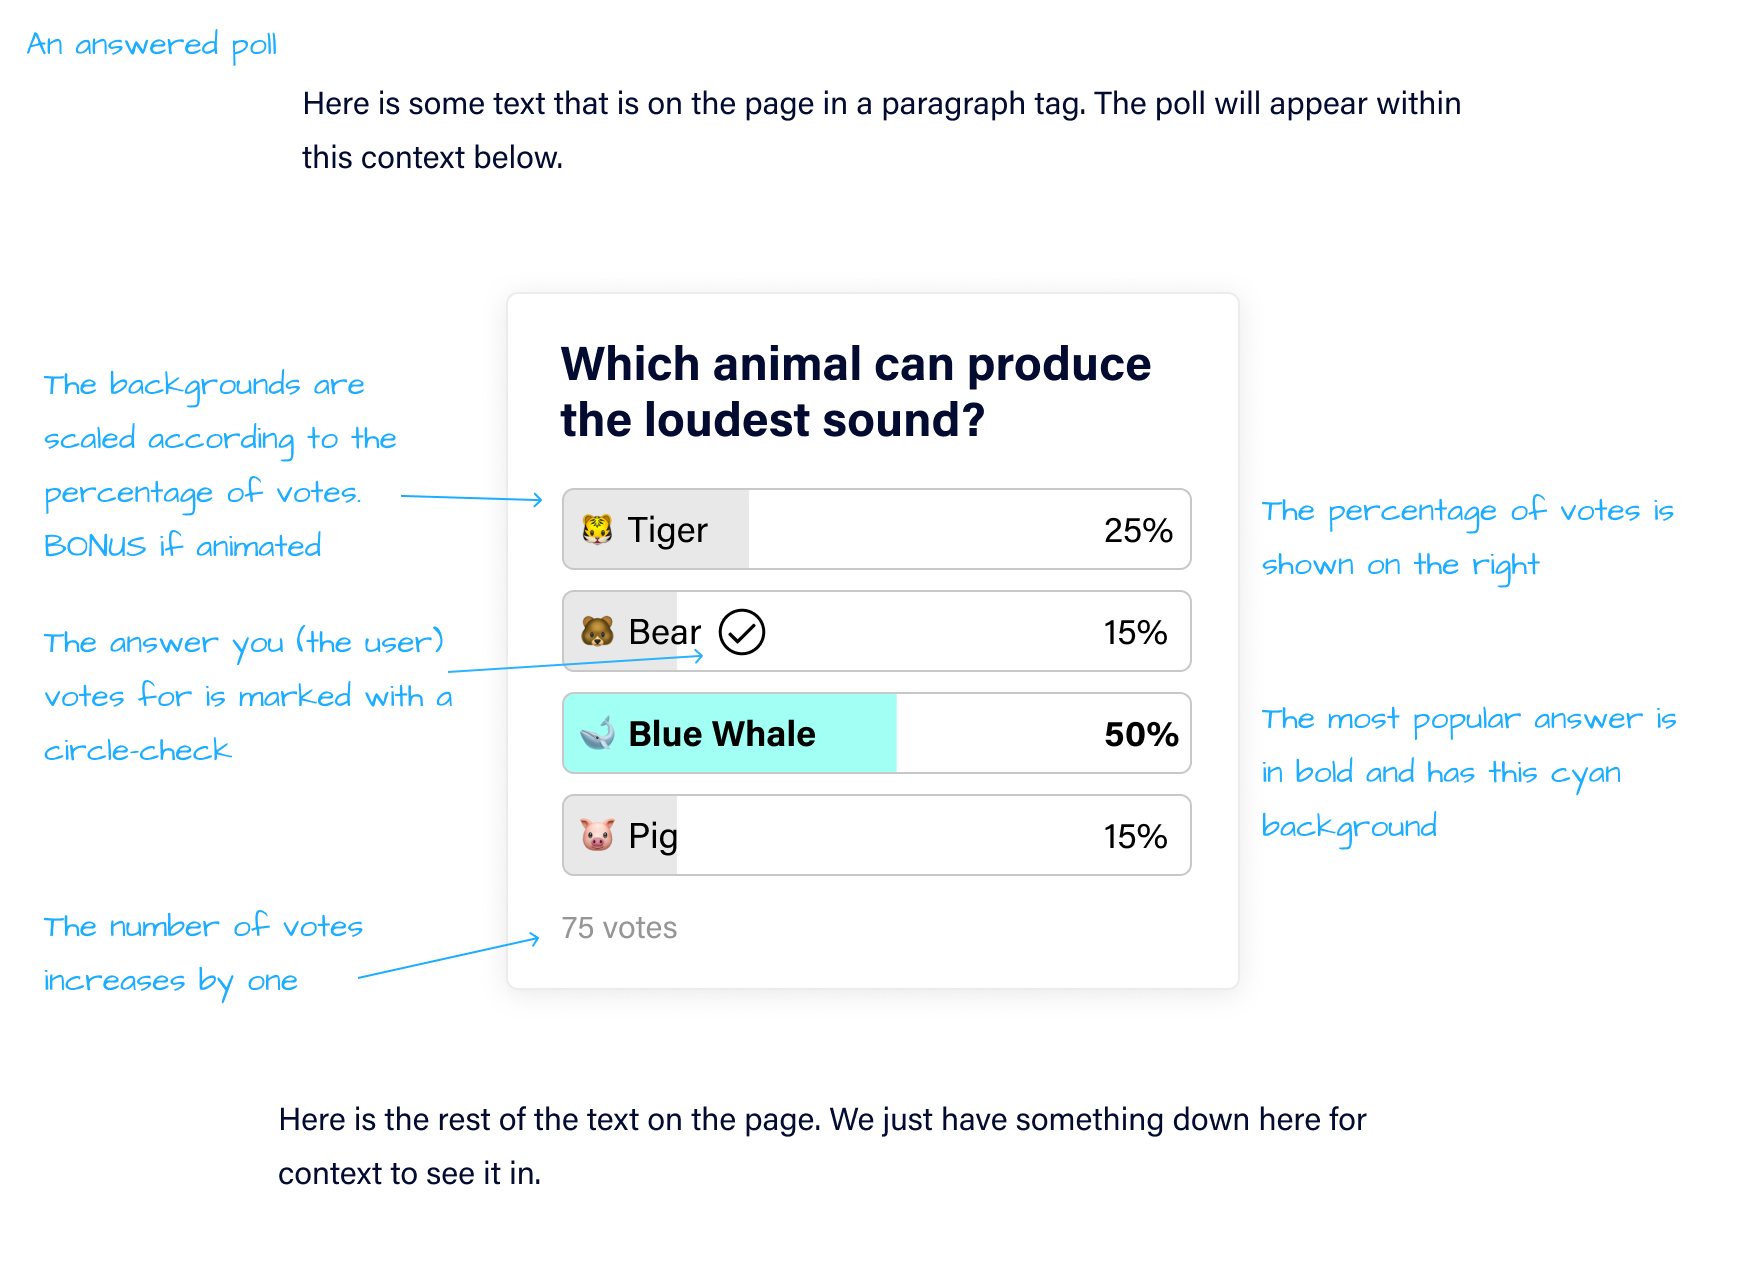 An answered poll
Here is some text that is on the page in a paragraph tag. The poll will appear within
this context below.
Which animal can produce
the loudest sound?
The backgrounds are
scaled according to the
percentage of votes.
BONUS if animated
🐯 Tiger 25%
The percentage of votes is
shown on the right
The answer you (the user)
votes for is marked with a
circle-check
🐻 Bear 15%
🐳 Blue Whale 50%
The most popular answer is
in bold and has this cyan
background
🐷 Pig 15%
75 votes
The number of votes
increases by one
Here is the rest of the text on the page. We just have something down here for
context to see it in.